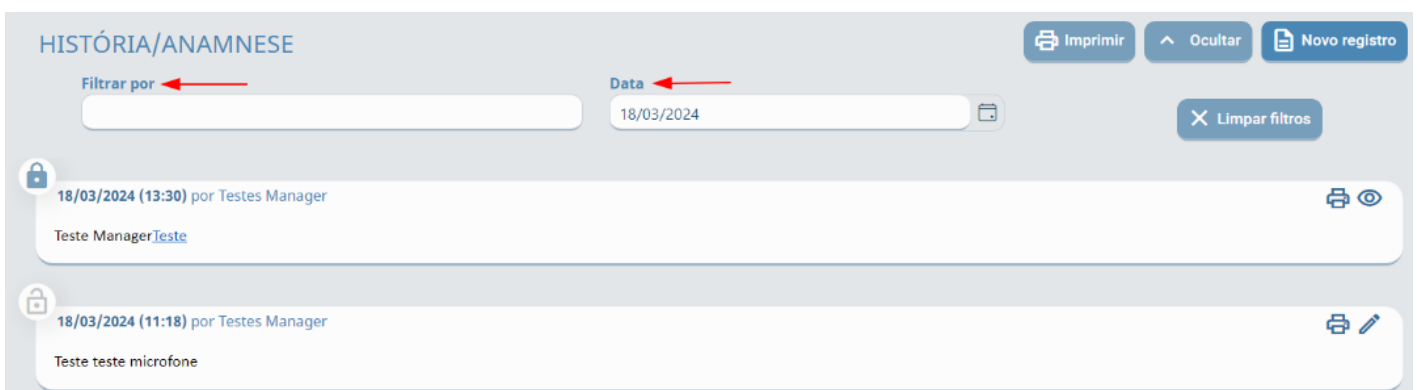 HISTÓRIA/ANAMNESE
Imprimir
Ocultar
Novo registro
Filtrar por
Data
18/03/2024
Limpar filtros
18/03/2024 (13:30) por Testes Manager
Teste ManagerTeste
18/03/2024 (11:18) por Testes Manager
Teste teste microfone